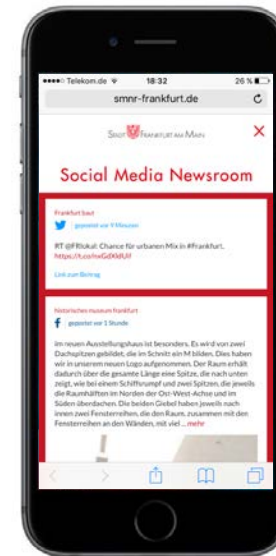 Telekom.de 18:32 26 %
smnr-frankfurt.de
STADT FRANKFURT AM MAIN
Social Media Newsroom
Frankfurt baut
gepostet vor 9 Minuten
RT @FRlokal: Chance für urbanen Mix in #Frankfurt.
Link zum Beitrag
historisches museum frankfurt
gepostet vor 1 Stunde
Im neuen Ausstellungshaus ist besonders. Es wird von zwei
Dachspitzen gebildet, die im Schnitt ein M bilden. Dies haben
wir in unserem neuen Logo aufgenommen. Der Raum erhält
dadurch über die gesamte Länge eine Spitze, die nach unten
zeigt, wie bei einem Schiffsrumpf und zwei Spitzen, die jeweils
die Raumhälften im Norden der Ost-West-Achse und im
Süden überdachen. Die beiden Giebel haben jeweils nach
innen zwei Fensterreihen, die den Raum, zusammen mit den
Fensterreihen an den Wänden, mit viel ... mehr